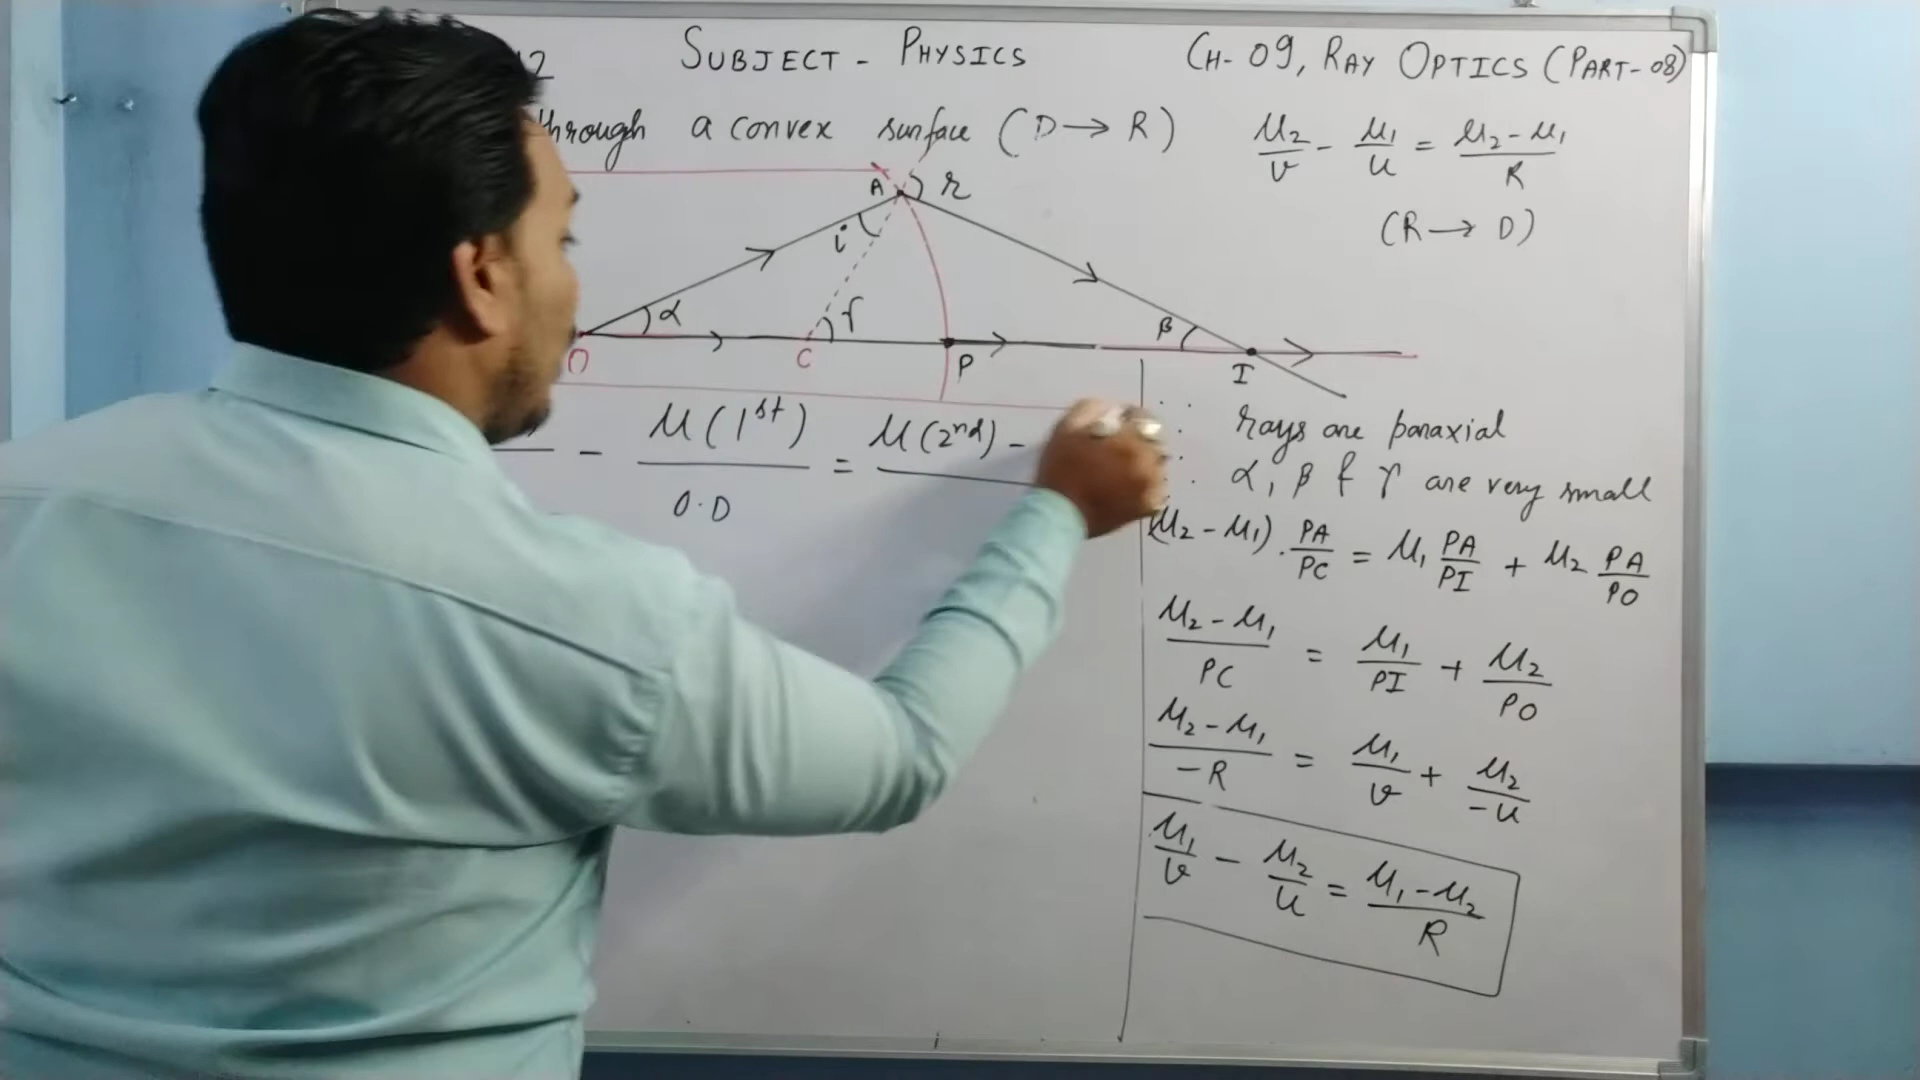 2 SUBJECT - PHYSICS CH- 09, RAY OPTICS (PART-08)
through a convex surface (D → R)
μ₂/v - μ₁/u = μ₂-μ₁/R
(R → D)
A r
i
α γ β
O C P I
μ(1st)/O.D = μ(2nd) -
∵ rays are paraxial
∴ α, β & γ are very small
(μ₂ - μ₁) . PA/PC = μ₁ PA/PI + μ₂ PA/PO
μ₂ - μ₁/PC = μ₁/PI + μ₂/PO
μ₂ - μ₁/-R = μ₁/v + μ₂/-u
μ₁/v - μ₂/u = μ₁-μ₂/R